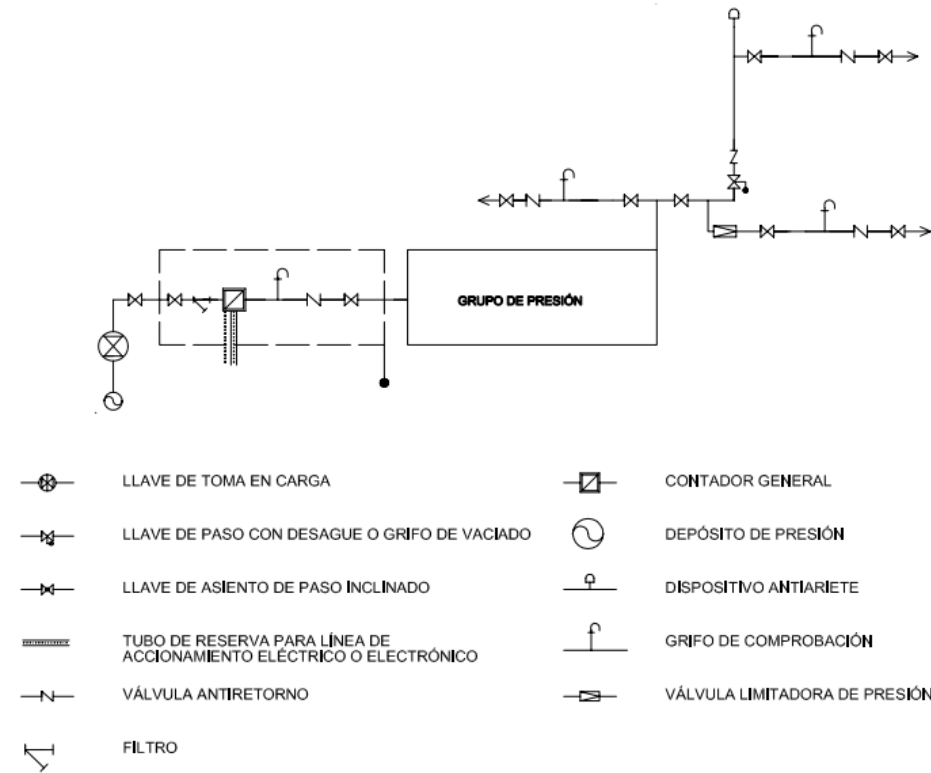 GRUPO DE PRESIÓN
LLAVE DE TOMA EN CARGA
LLAVE DE PASO CON DESAGUE O GRIFO DE VACIADO
LLAVE DE ASIENTO DE PASO INCLINADO
TUBO DE RESERVA PARA LÍNEA DE
ACCIONAMIENTO ELÉCTRICO O ELECTRÓNICO
VÁLVULA ANTIRETORNO
FILTRO
CONTADOR GENERAL
DEPÓSITO DE PRESIÓN
DISPOSITIVO ANTIARIETE
GRIFO DE COMPROBACIÓN
VÁLVULA LIMITADORA DE PRESIÓN